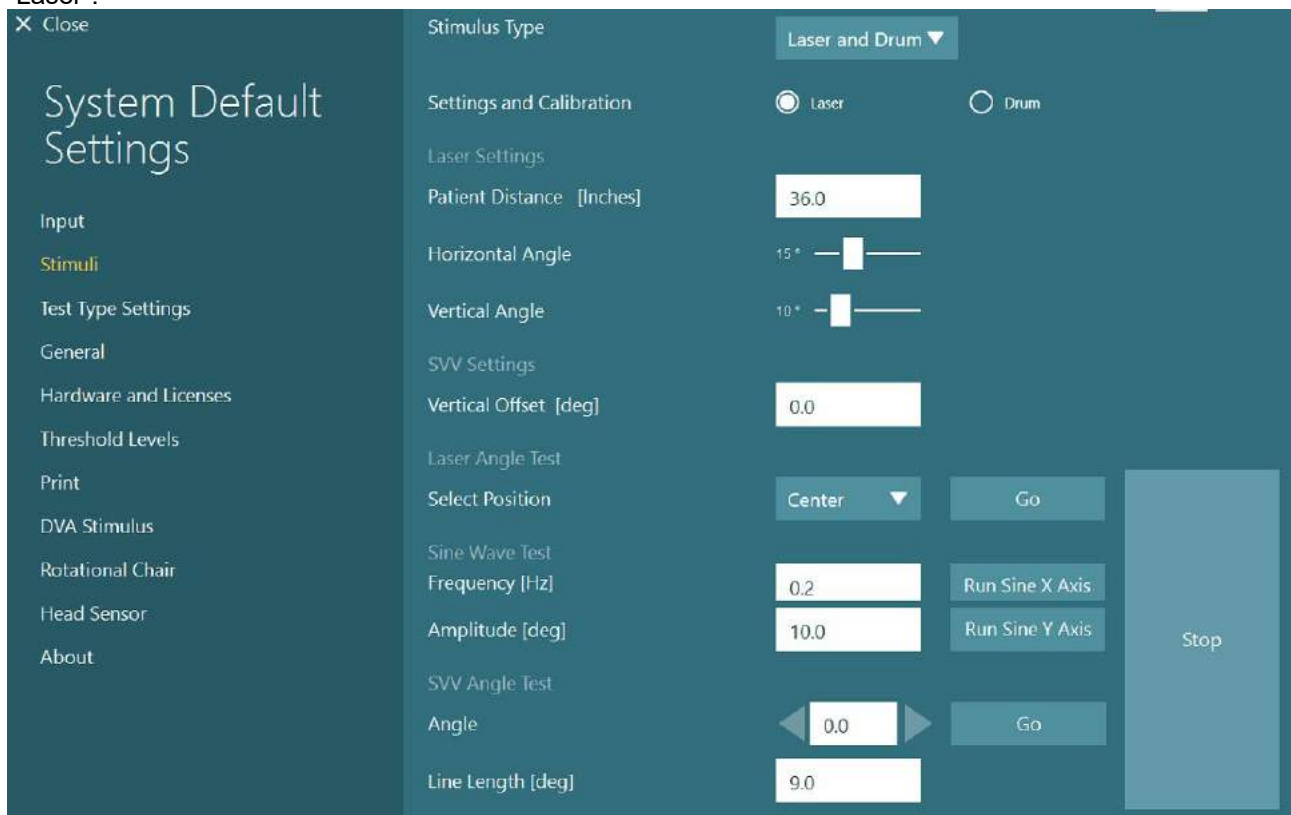 Laser .
X Close
System Default
Settings
Input
Stimuli
Test Type Settings
General
Hardware and Licenses
Threshold Levels
Print
DVA Stimulus
Rotational Chair
Head Sensor
About
Stimulus Type Laser and Drum
Settings and Calibration Laser Drum
Laser Settings
Patient Distance [Inches] 36.0
Horizontal Angle 15°
Vertical Angle 10°
SVV Settings
Vertical Offset [deg] 0.0
Laser Angle Test
Select Position Center Go
Sine Wave Test
Frequency [Hz] 0.2 Run Sine X Axis
Amplitude [deg] 10.0 Run Sine Y Axis
Stop
SVV Angle Test
Angle 0.0 Go
Line Length [deg] 9.0